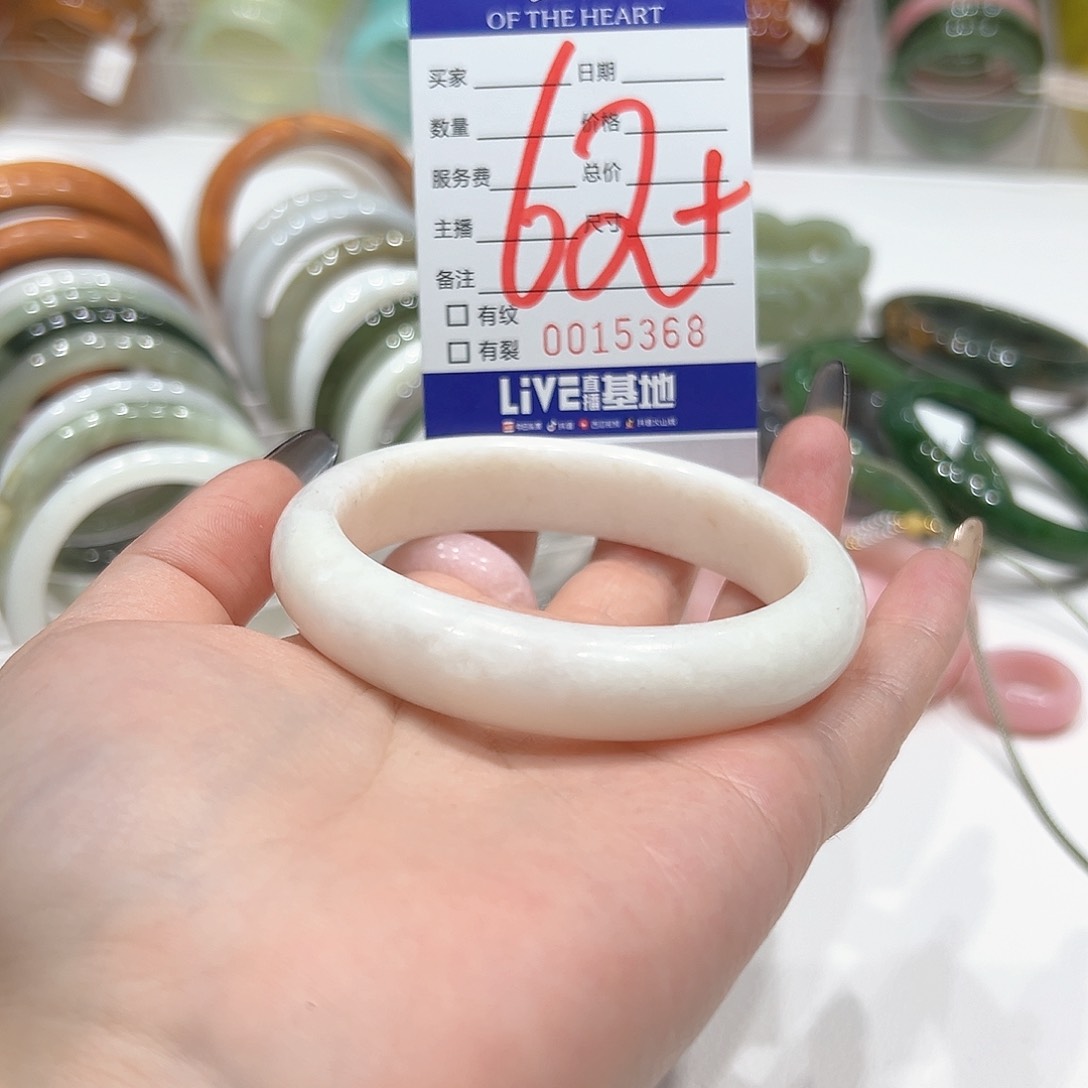 OF THE HEART
买家 日期
数量 价格
服务费 总价
主播 尺寸
62+
备注
有纹
有裂
0015368
LiVE直播基地